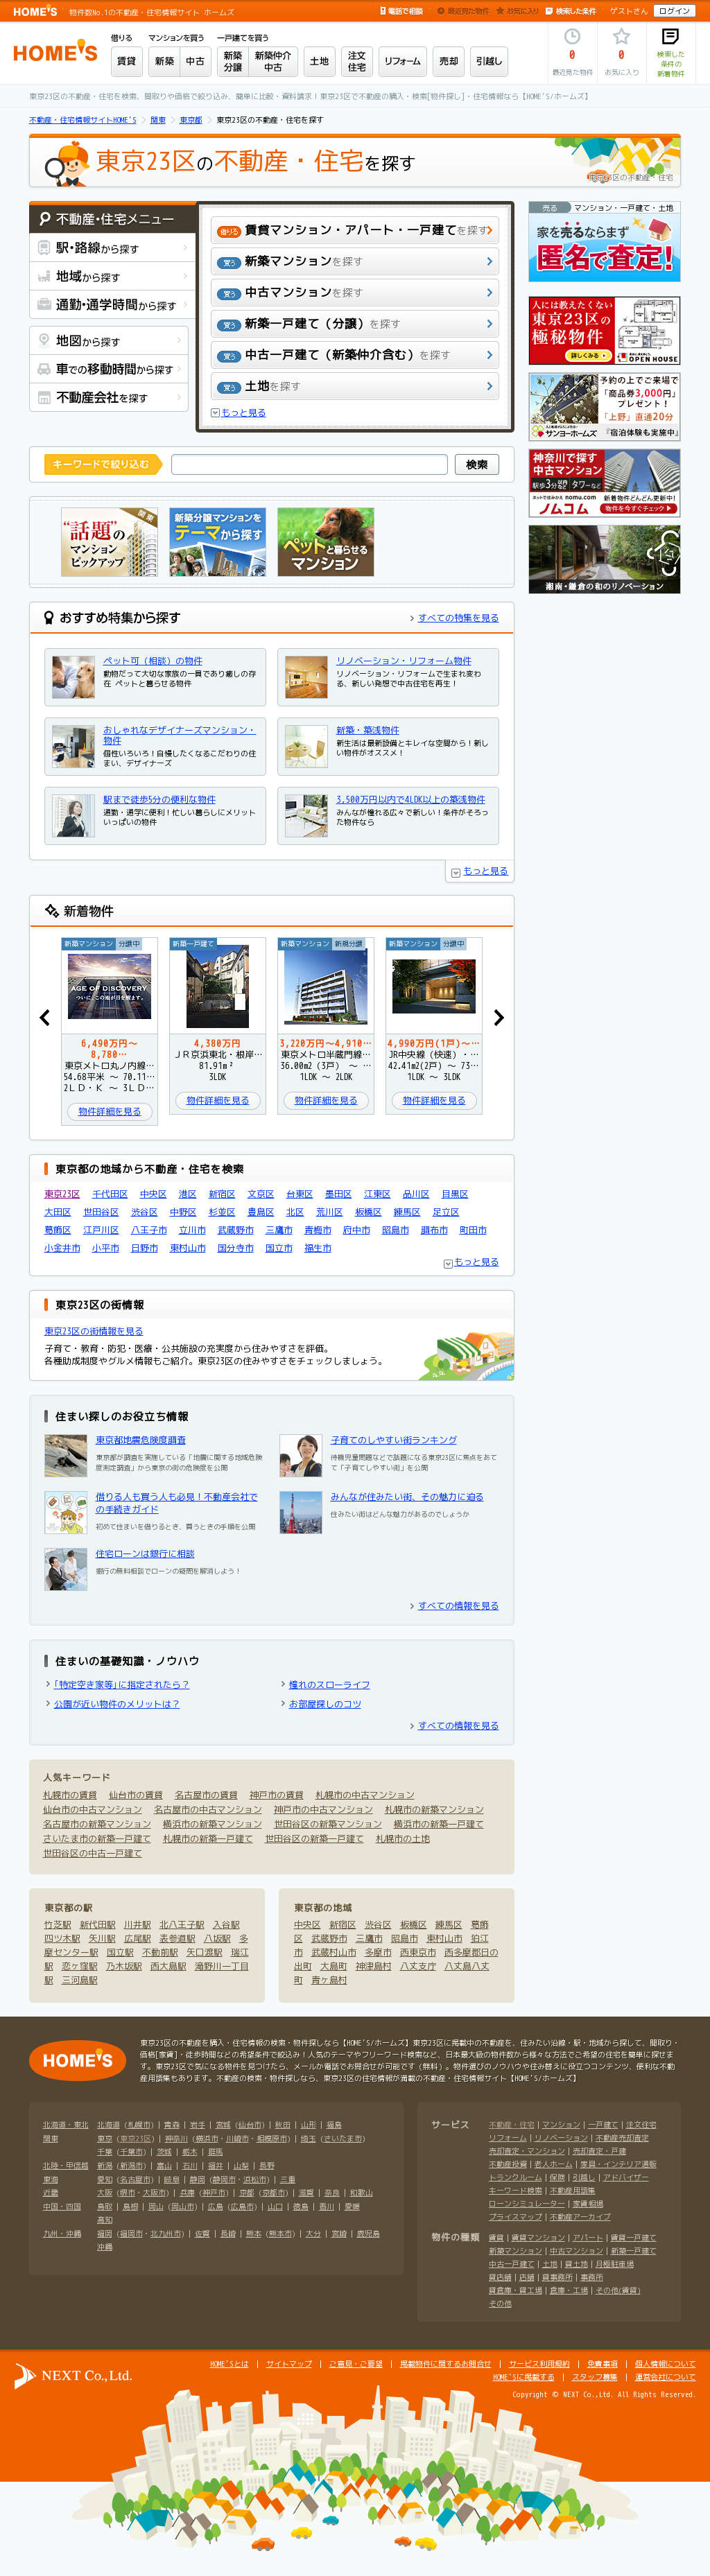 HOME'S 物件数No.1の不動産・住宅情報サイト ホームズ
電話で相談 最近見た物件 お気に入り 検索した条件 ゲストさん ログイン
HOME'S
借りる マンションを買う 一戸建てを買う
賃貸 新築 中古 新築分譲 新築仲介中古 土地 注文住宅 リフォーム 売却 引越し
0 最近見た物件 0 お気に入り 検索した条件の新着物件
東京23区の不動産・住宅を検索、間取りや価格で絞り込み、簡単に比較・資料請求！東京23区で不動産の購入・検索[物件探し]・住宅情報なら【HOME'S/ホームズ】
不動産・住宅情報サイトHOME'S 関東 東京都 東京23区の不動産・住宅を探す
東京23区の不動産・住宅を探す
東京23区の不動産・住宅
不動産・住宅メニュー
駅・路線から探す
地域から探す
通勤・通学時間から探す
地図から探す
車での移動時間から探す
不動産会社を探す
借りる 賃貸マンション・アパート・一戸建てを探す
買う 新築マンションを探す
買う 中古マンションを探す
買う 新築一戸建て（分譲）を探す
買う 中古一戸建て（新築仲介含む）を探す
買う 土地を探す
もっと見る
売る マンション・一戸建て・土地
家を売るならまず
匿名で査定!
人には教えたくない
東京23区の
極秘物件
詳しくみる
OPEN HOUSE
予約の上でご来場で
「商品券3,000円」
プレゼント！
「上野」直通20分
サンヨーホームズ 『宿泊体験も実施中』
神奈川で探す
中古マンション
駅歩3分など タワーなど
ネットで住みかえ nomu.com
ノムコム
新着物件どんどん更新中!
物件を今すぐチェック
湘南・鎌倉の和のリノベーション
キーワードで絞り込む 検索
"話題"のマンションピックアップ 関東
新築分譲マンションをテーマから探す
ペットと暮らせるマンション
おすすめ特集から探す すべての特集を見る
ペット可（相談）の物件
動物だって大切な家族の一員であり癒しの存在 ペットと暮らせる物件
リノベーション・リフォーム物件
リノベーション・リフォームで生まれ変わる、新しい発想で中古住宅を再生！
おしゃれなデザイナーズマンション・物件
個性いろいろ！自慢したくなるこだわりの住まい、デザイナーズ
新築・築浅物件
新生活は最新設備とキレイな空間から！新しい物件がオススメ！
駅まで徒歩5分の便利な物件
通勤・通学に便利！忙しい暮らしにメリットいっぱいの物件
3,500万円以内で4LDK以上の築浅物件
みんなが憧れる広々で新しい！条件がそろった物件なら
もっと見る
新着物件
新築マンション 分譲中
AGE OF DISCOVERY
ついに、この地が目を醒ます。
6,490万円～8,780…
東京メトロ丸ノ内線…
54.68平米 ～ 70.11…
2LD・K ～ 3LD…
物件詳細を見る
新築一戸建て
4,380万円
JR京浜東北・根岸…
81.91m²
3LDK
物件詳細を見る
新築マンション 新規分譲
3,220万円～4,910…
東京メトロ半蔵門線…
36.00m2（3戸） ～ …
1LDK ～ 2LDK
物件詳細を見る
新築マンション 分譲中
4,990万円(1戸)～…
JR中央線（快速）・…
42.41m2(2戸) ～ 73…
1LDK ～ 3LDK
物件詳細を見る
東京都の地域から不動産・住宅を検索
東京23区 千代田区 中央区 港区 新宿区 文京区 台東区 墨田区 江東区 品川区 目黒区
大田区 世田谷区 渋谷区 中野区 杉並区 豊島区 北区 荒川区 板橋区 練馬区 足立区
葛飾区 江戸川区 八王子市 立川市 武蔵野市 三鷹市 青梅市 府中市 昭島市 調布市 町田市
小金井市 小平市 日野市 東村山市 国分寺市 国立市 福生市
もっと見る
東京23区の街情報
東京23区の街情報を見る
子育て・教育・防犯・医療・公共施設の充実度から住みやすさを評価。
各種助成制度やグルメ情報もご紹介。東京23区の住みやすさをチェックしましょう。
住まい探しのお役立ち情報
東京都地震危険度調査
東京都が調査を実施している「地震に関する地域危険度測定調査」から東京の街の危険度を公開
子育てのしやすい街ランキング
待機児童問題などで話題になる東京23区に焦点をあてて「子育てしやすい街」を公開
借りる人も買う人も必見！不動産会社での手続きガイド
初めて住まいを借りるとき、買うときの手順を公開
みんなが住みたい街、その魅力に迫る
住みたい街はどんな魅力があるのでしょうか
住宅ローンは銀行に相談
銀行の無料相談でローンの疑問を解消しよう！
すべての情報を見る
住まいの基礎知識・ノウハウ
「特定空き家等」に指定されたら？ 憧れのスローライフ
公園が近い物件のメリットは？ お部屋探しのコツ
すべての情報を見る
人気キーワード
札幌市の賃貸 仙台市の賃貸 名古屋市の賃貸 神戸市の賃貸 札幌市の中古マンション
仙台市の中古マンション 名古屋市の中古マンション 神戸市の中古マンション 札幌市の新築マンション
名古屋市の新築マンション 横浜市の新築マンション 世田谷区の新築マンション 横浜市の新築一戸建て
さいたま市の新築一戸建て 札幌市の新築一戸建て 世田谷区の新築一戸建て 札幌市の土地
世田谷区の中古一戸建て
東京都の駅
竹芝駅 新代田駅 川井駅 北八王子駅 入谷駅
四ツ木駅 矢川駅 広尾駅 表参道駅 八坂駅 多
摩センター駅 国立駅 不動前駅 矢口渡駅 瑞江
駅 恋ヶ窪駅 乃木坂駅 西大島駅 滝野川一丁目
駅 三河島駅
東京都の地域
中央区 新宿区 渋谷区 板橋区 練馬区 葛飾
区 武蔵野市 三鷹市 昭島市 東村山市 狛江
市 武蔵村山市 多摩市 西東京市 西多摩郡日の
出町 大島町 神津島村 八丈支庁 八丈島八丈
町 青ヶ島村
HOME'S
東京23区の不動産を購入・住宅情報の検索・物件探しなら【HOME'S/ホームズ】東京23区に掲載中の不動産を、住みたい沿線・駅・地域から探して、間取り・価格[家賃]・徒歩時間などの条件で絞り込めます！人気のテーマやフリーワード検索など、日本最大級の物件数から様々な方法でご希望の住宅を簡単に探せます。東京23区で気になる物件を見つけたら、メールか電話でお問合せが可能です（無料）。物件選びのノウハウや住み替えに役立つコンテンツ、便利な不動産用語集もあります。不動産の検索・物件探しなら、東京23区の住宅情報が満載の不動産・住宅情報サイト【HOME'S/ホームズ】
北海道・東北 北海道（札幌市）| 青森 | 岩手 | 宮城（仙台市）| 秋田 | 山形 | 福島
関東 東京（東京23区）| 神奈川（横浜市・川崎市・相模原市）| 埼玉（さいたま市）
千葉（千葉市）| 茨城 | 栃木 | 群馬
北陸・甲信越 新潟（新潟市）| 富山 | 石川 | 福井 | 山梨 | 長野
東海 愛知（名古屋市）| 岐阜 | 静岡（静岡市・浜松市）| 三重
近畿 大阪（堺市・大阪市）| 兵庫（神戸市）| 京都（京都市）| 滋賀 | 奈良 | 和歌山
中国・四国 鳥取 | 島根 | 岡山（岡山市）| 広島（広島市）| 山口 | 徳島 | 香川 | 愛媛
高知
九州・沖縄 福岡（福岡市・北九州市）| 佐賀 | 長崎 | 熊本（熊本市）| 大分 | 宮崎 | 鹿児島
沖縄
サービス 不動産・住宅 | マンション | 一戸建て | 注文住宅
リフォーム | リノベーション | 不動産売却査定
売却査定・マンション | 売却査定・戸建
不動産投資 | 老人ホーム | 家具・インテリア通販
トランクルーム | 保険 | 引越し | アドバイザー
キーワード検索 | 不動産用語集
ローンシミュレーター | 家賃相場
プライスマップ | 不動産アーカイブ
物件の種類 賃貸 | 賃貸マンション | アパート | 賃貸一戸建て
新築マンション | 中古マンション | 新築一戸建て
中古一戸建て | 土地 | 貸土地 | 月極駐車場
貸店舗 | 店舗 | 貸事務所 | 事務所
貸倉庫・貸工場 | 倉庫・工場 | その他(賃貸)
その他
NEXT Co.,Ltd.
HOME'Sとは | サイトマップ | ご意見・ご要望 | 掲載物件に関するお問合せ | サービス利用規約 | 免責事項 | 個人情報について
HOME'Sに掲載する | スタッフ募集 | 運営会社について
Copyright © NEXT Co.,Ltd. All Rights Reserved.